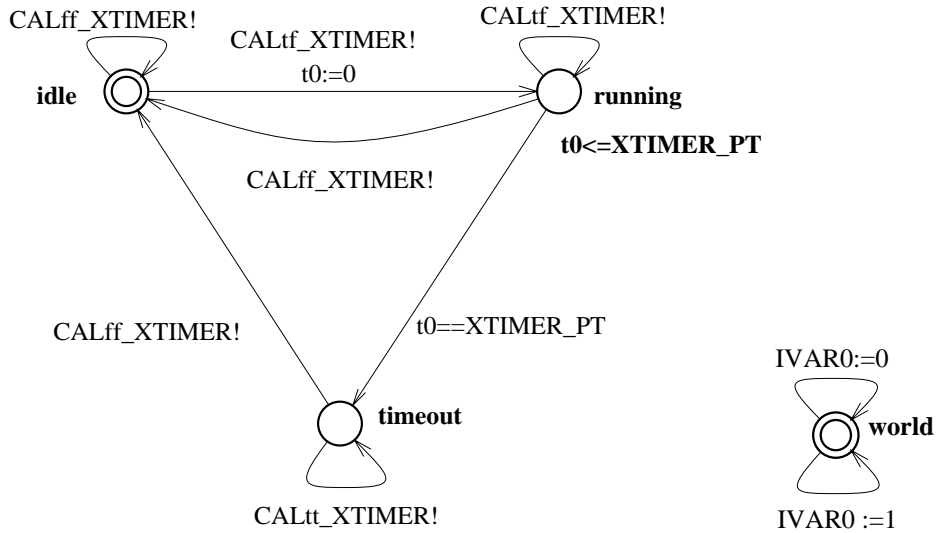 CALff_XTIMER!
CALtf_XTIMER!
CALtf_XTIMER!
t0:=0
idle
running
t0<=XTIMER_PT
CALff_XTIMER!
CALff_XTIMER!
t0==XTIMER_PT
timeout
CALtt_XTIMER!
IVAR0:=0
world
IVAR0 :=1